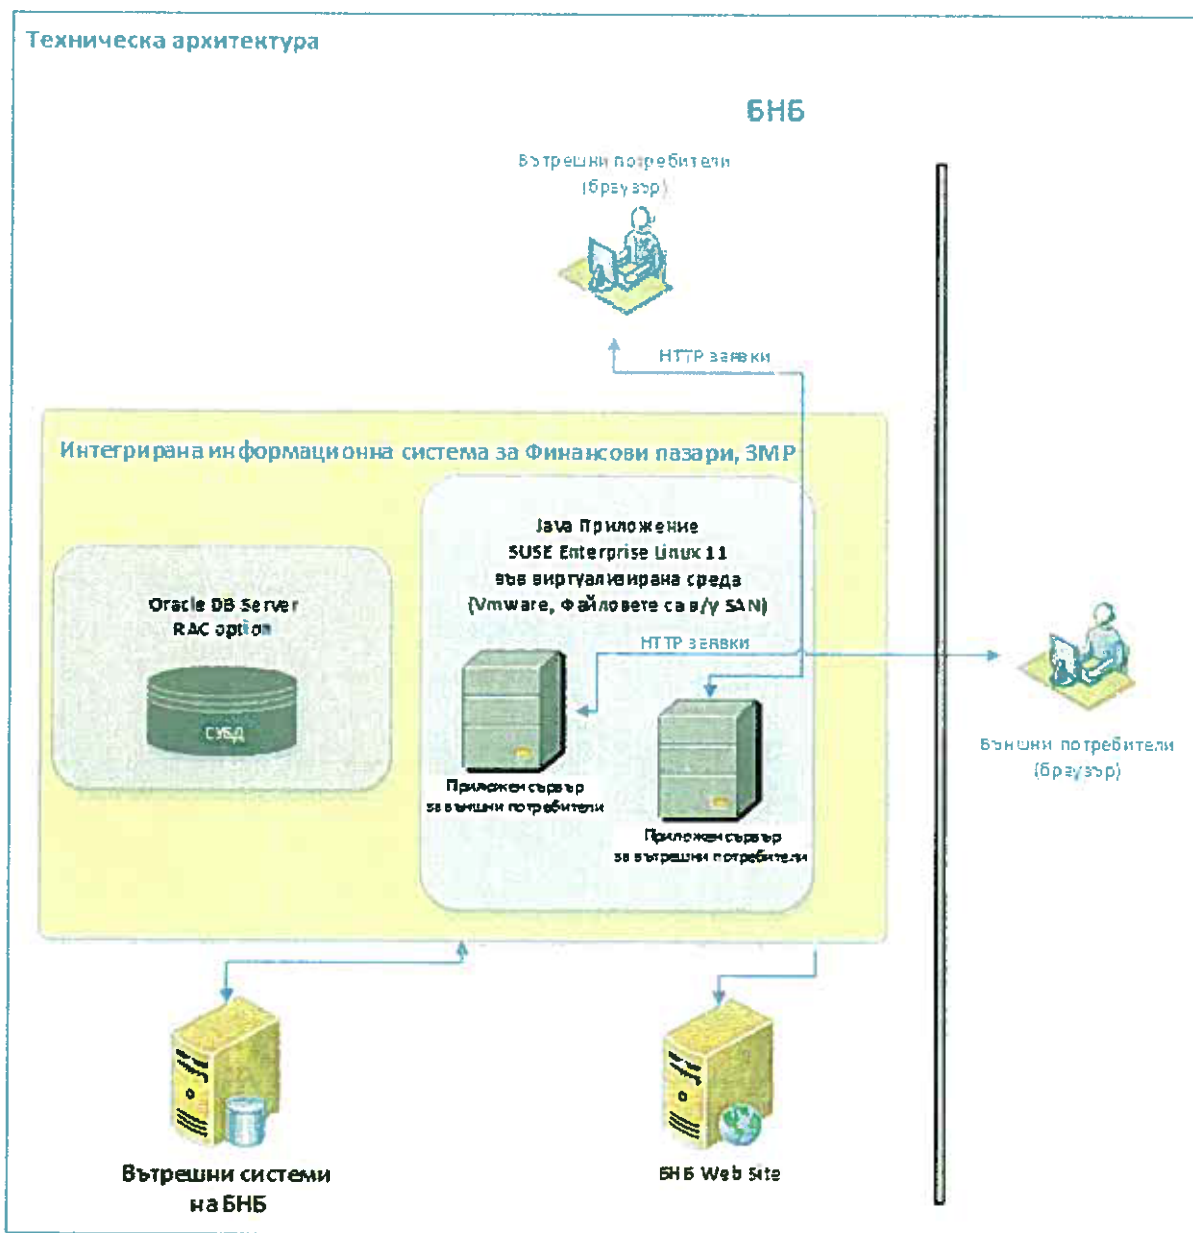 Техническа архитектура
БНБ
Вътрешни потребители
(браузър)
HTTP заявки
Интегрирана информационна система за Финансови пазари, ЗМР
Java Приложение
SUSE Enterprise Linux 11
във виртуализирана среда
(Vmware, Файловете са в/у SAN)
Oracle DB Server
RAC option
СУБД
HTTP заявки
Приложен сървър
за външни потребители
Приложен сървър
за вътрешни потребители
Външни потребители
(браузър)
Вътрешни системи
на БНБ
БНБ Web Site